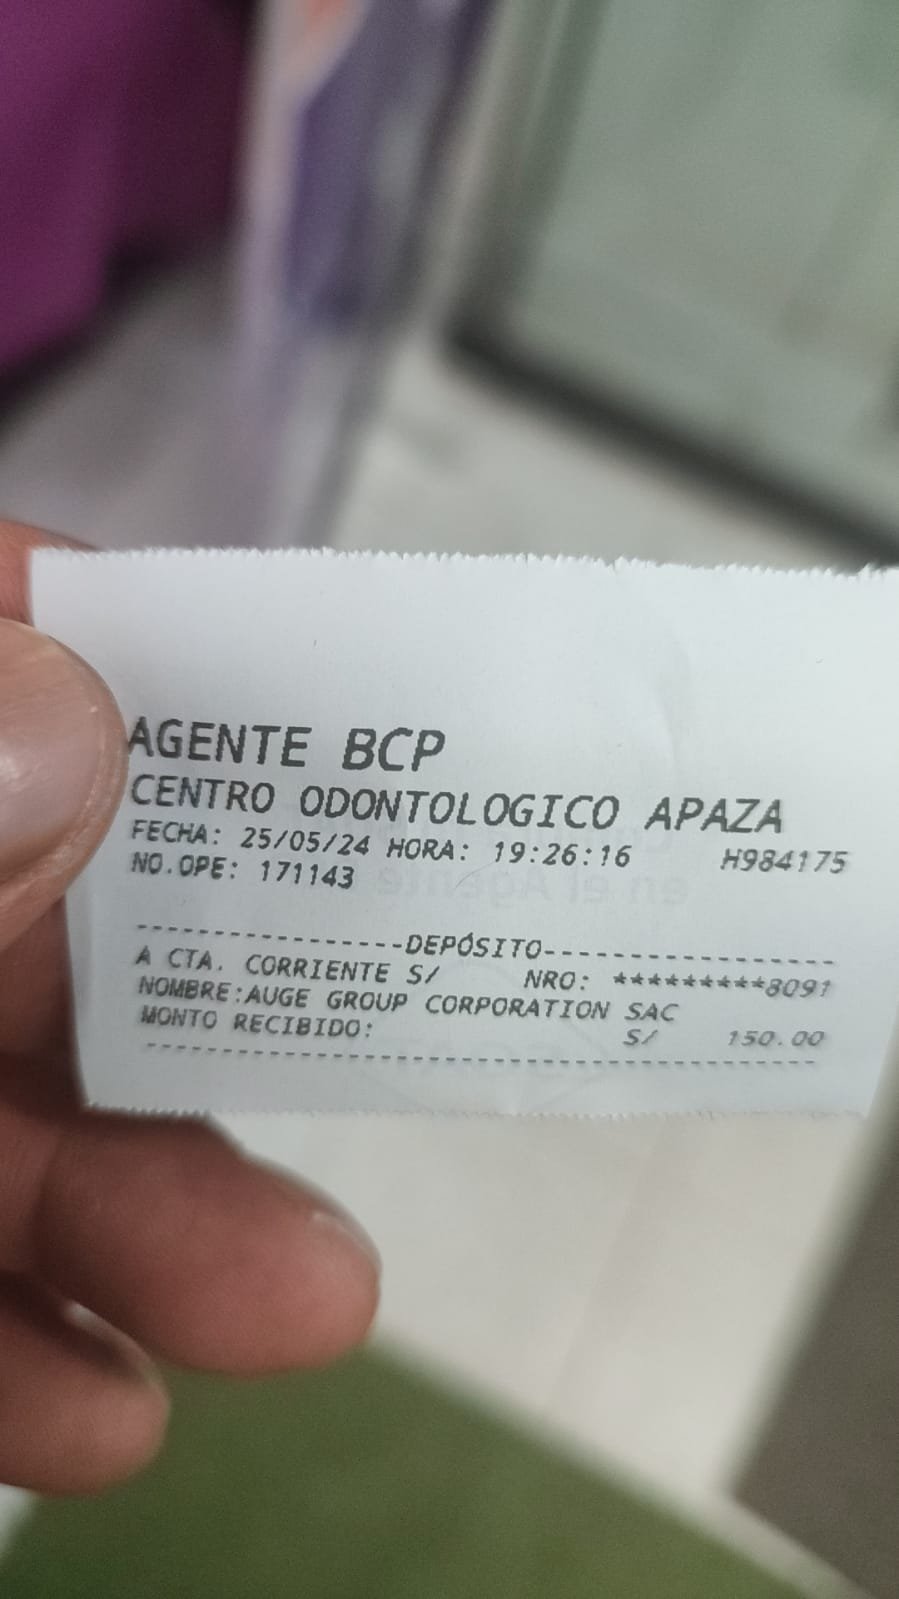 AGENTE BCP
CENTRO ODONTOLOGICO APAZA
FECHA: 25/05/24 HORA: 19:26:16 H984175
NO.OPE: 171143
-----------------DEPÓSITO------------------
A CTA. CORRIENTE S/ NRO: *********8091
NOMBRE:AUGE GROUP CORPORATION SAC
MONTO RECIBIDO: S/ 150.00
-------------------------------------------